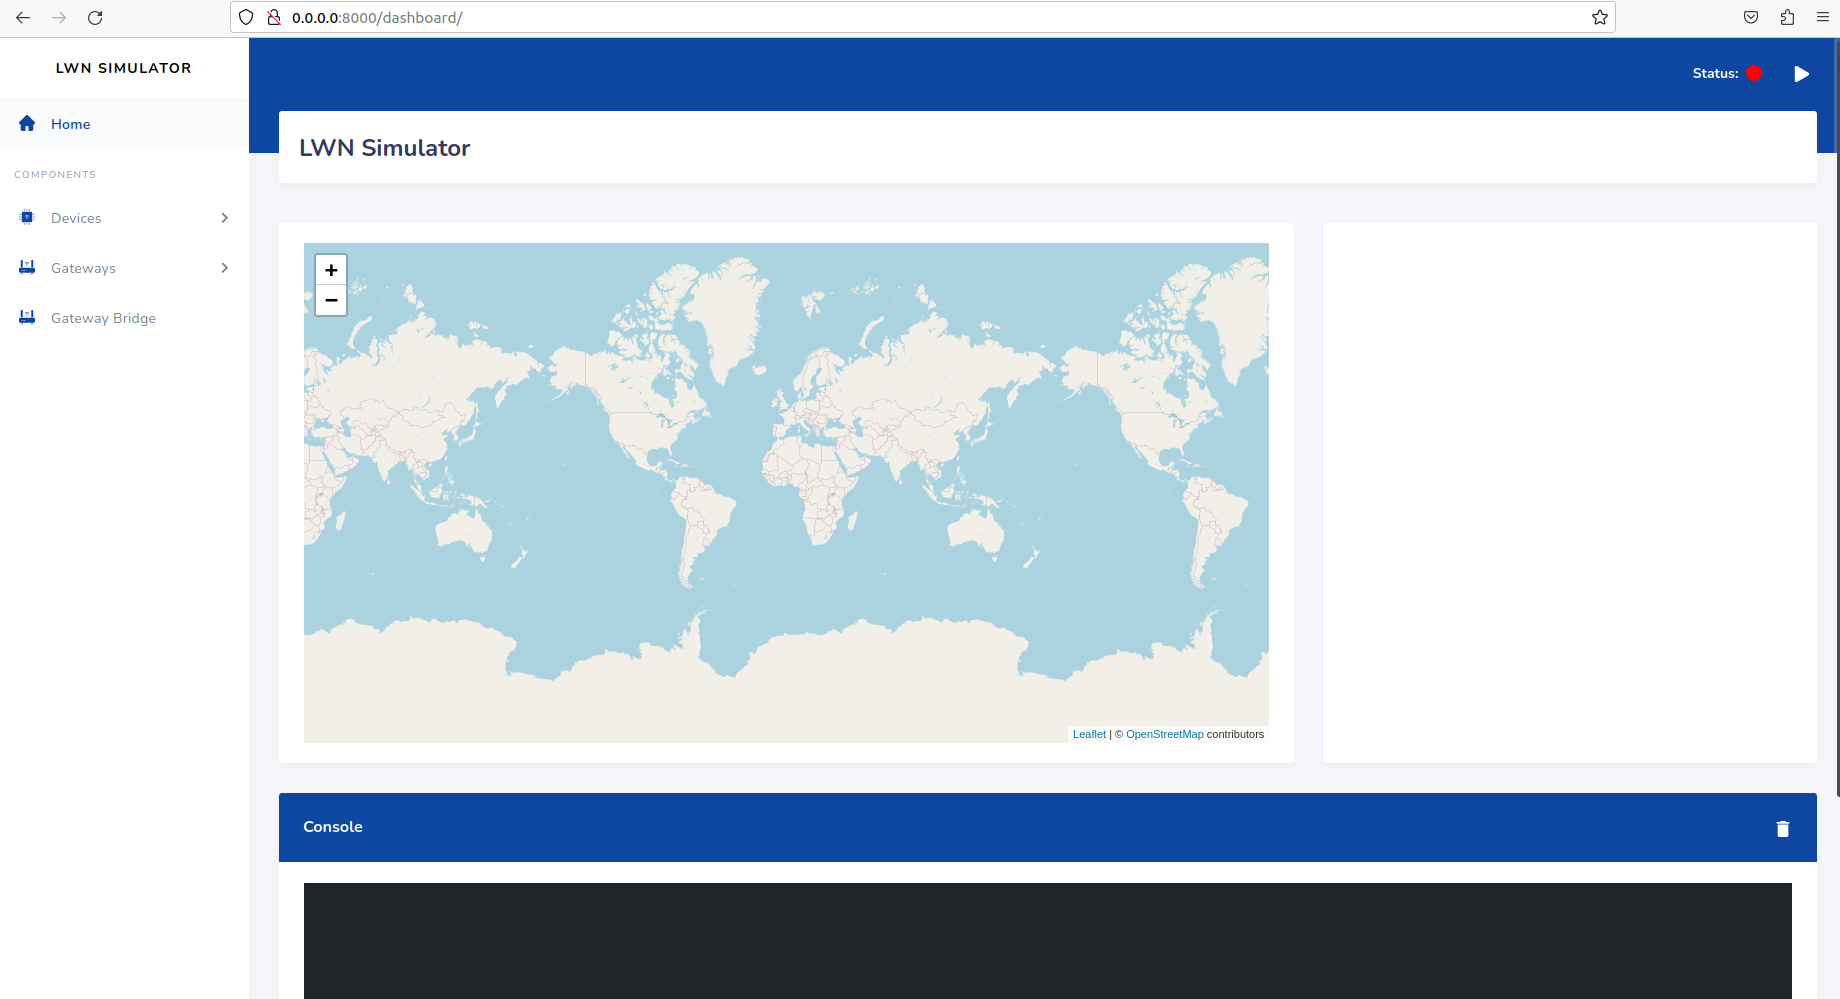 0.0.0.0:8000/dashboard/
LWN SIMULATOR
Status:
Home
LWN Simulator
COMPONENTS
Devices
Gateways
Gateway Bridge
+
−
Leaflet | © OpenStreetMap contributors
Console